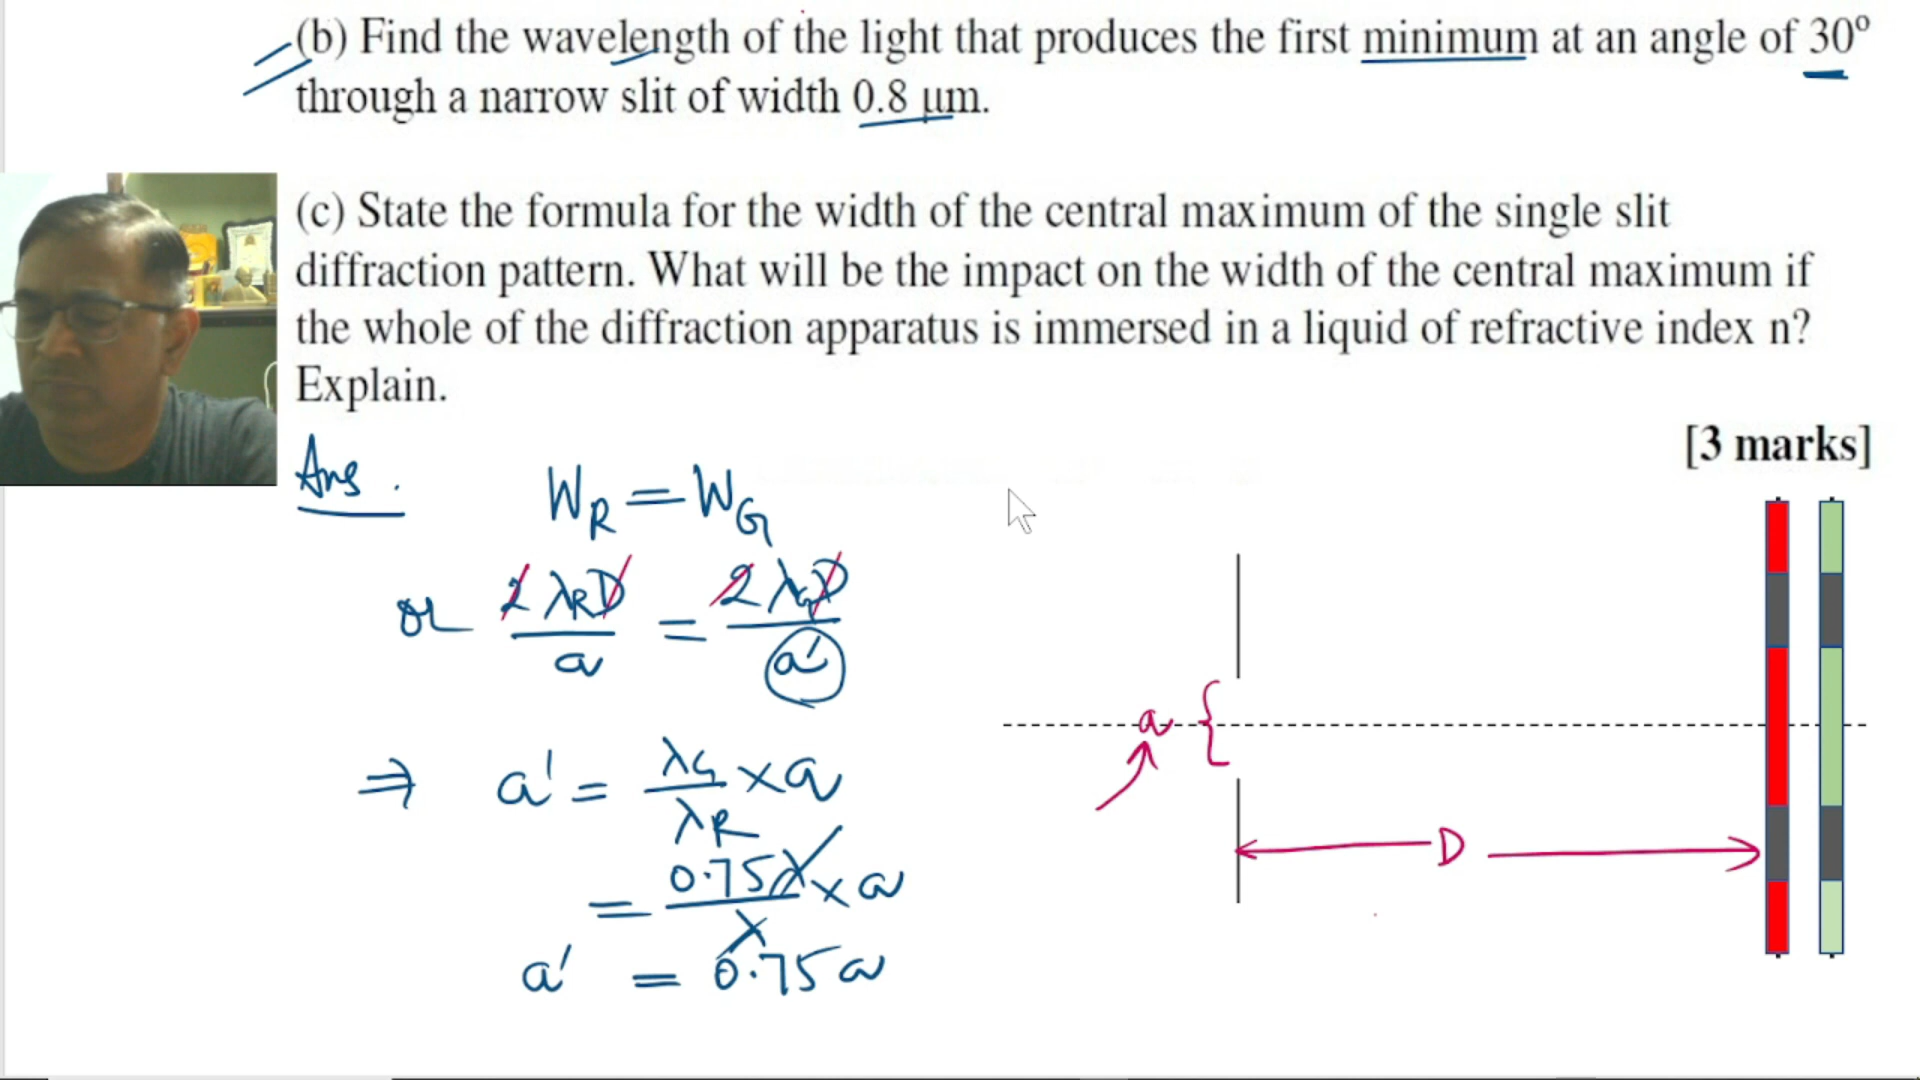 (b) Find the wavelength of the light that produces the first minimum at an angle of 30º
through a narrow slit of width 0.8 μm.
(c) State the formula for the width of the central maximum of the single slit
diffraction pattern. What will be the impact on the width of the central maximum if
the whole of the diffraction apparatus is immersed in a liquid of refractive index n?
Explain.
[3 marks]
Ans.
W_R = W_G
or 2λ_R D / a = 2λ_G D / a'
⇒ a' = λ_G / λ_R × a
= 0.75λ / λ × a
a' = 0.75 a
a {
D